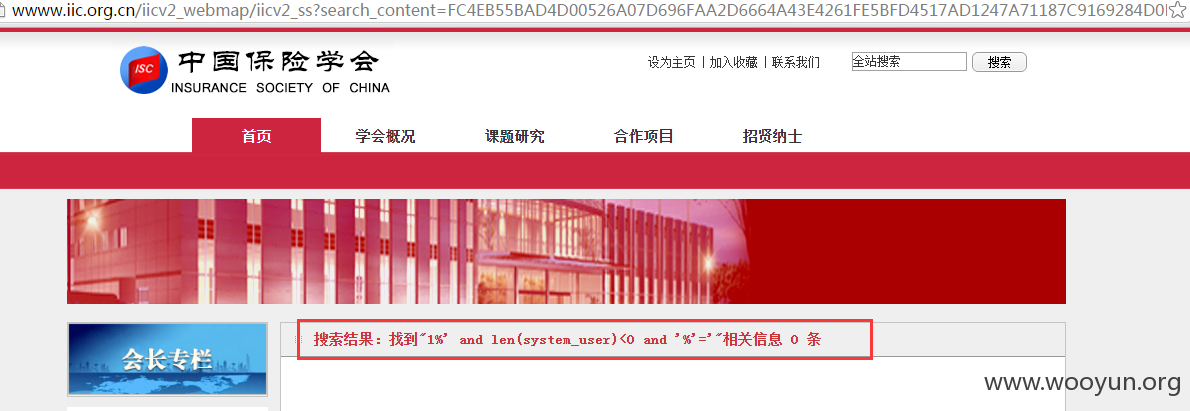 www.iic.org.cn/iicv2_webmap/iicv2_ss?search_content=FC4EB55BAD4D00526A07D696FAA2D6664A43E4261FE5BFD4517AD1247A71187C9169284D0
ISC
中国保险学会
INSURANCE SOCIETY OF CHINA
设为主页 | 加入收藏 | 联系我们
全站搜索
搜索
首页 学会概况 课题研究 合作项目 招贤纳士
会长专栏
搜索结果：找到"1%' and len(system_user)<0 and '%'='"相关信息 0 条
www.wooyun.org